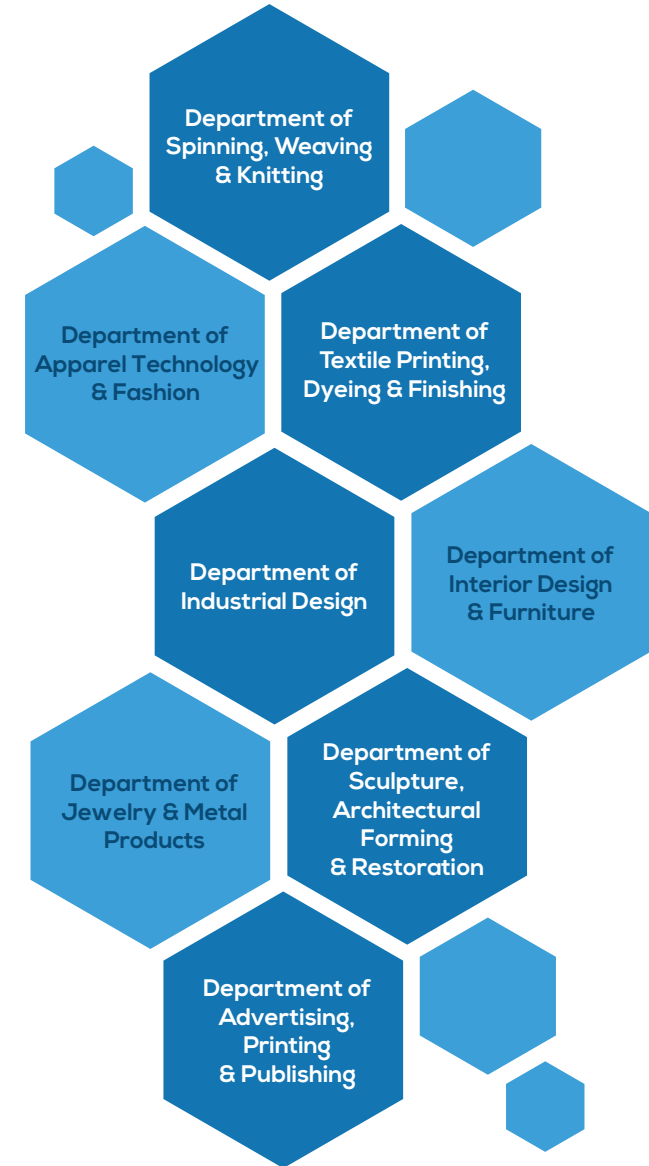 Department of
Spinning, Weaving
& Knitting
Department of
Apparel Technology
& Fashion
Department of
Textile Printing,
Dyeing & Finishing
Department of
Industrial Design
Department of
Interior Design
& Furniture
Department of
Jewelry & Metal
Products
Department of
Sculpture,
Architectural
Forming
& Restoration
Department of
Advertising,
Printing
& Publishing